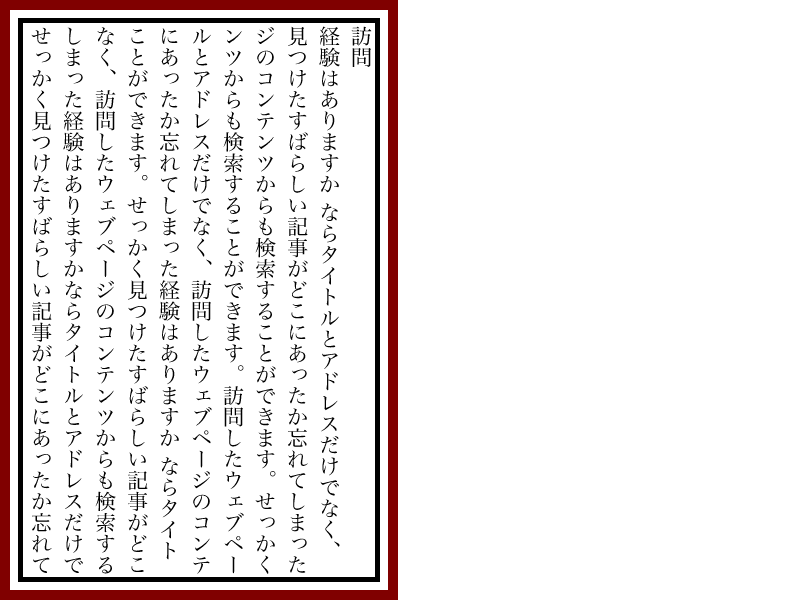 訪問
経験はありますか ならタイトルとアドレスだけでなく、
見つけたすばらしい記事がどこにあったか忘れてしまった
ジのコンテンツからも検索することができます。せっかく
ンツからも検索することができます。訪問したウェブペー
ルとアドレスだけでなく、訪問したウェブページのコンテ
にあったか忘れてしまった経験はありますか ならタイト
ことができます。せっかく見つけたすばらしい記事がどこ
なく、訪問したウェブページのコンテンツからも検索する
しまった経験はありますかならタイトルとアドレスだけで
せっかく見つけたすばらしい記事がどこにあったか忘れて